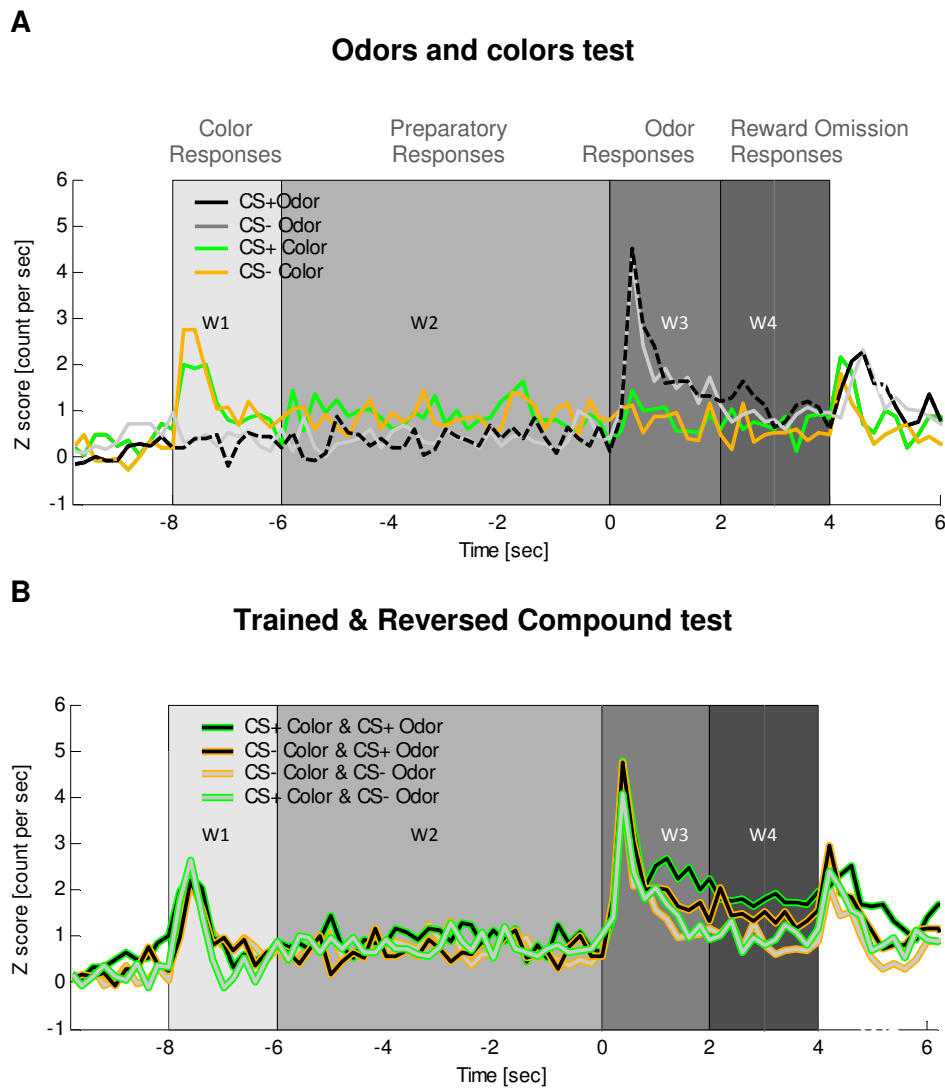 A
Odors and colors test
Color Responses
Preparatory Responses
Odor Responses
Reward Omission Responses
6
5
4
3
2
1
0
-1
Z score [count per sec]
CS+Odor
CS- Odor
CS+ Color
CS- Color
W1
W2
W3
W4
-8
-6
-4
-2
0
2
4
6
Time [sec]
B
Trained & Reversed Compound test
6
5
4
3
2
1
0
-1
Z score [count per sec]
CS+ Color & CS+ Odor
CS- Color & CS+ Odor
CS- Color & CS- Odor
CS+ Color & CS- Odor
W1
W2
W3
W4
-8
-6
-4
-2
0
2
4
6
Time [sec]